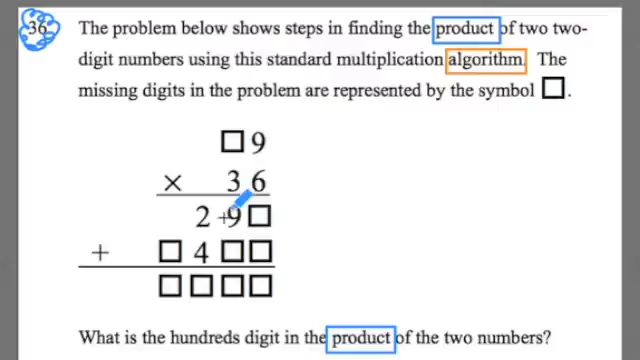 36 The problem below shows steps in finding the product of two two-
digit numbers using this standard multiplication algorithm. The
missing digits in the problem are represented by the symbol □.
□ 9
× 3 6
2 9 □
+ □ 4 □ □
□ □ □ □
What is the hundreds digit in the product of the two numbers?